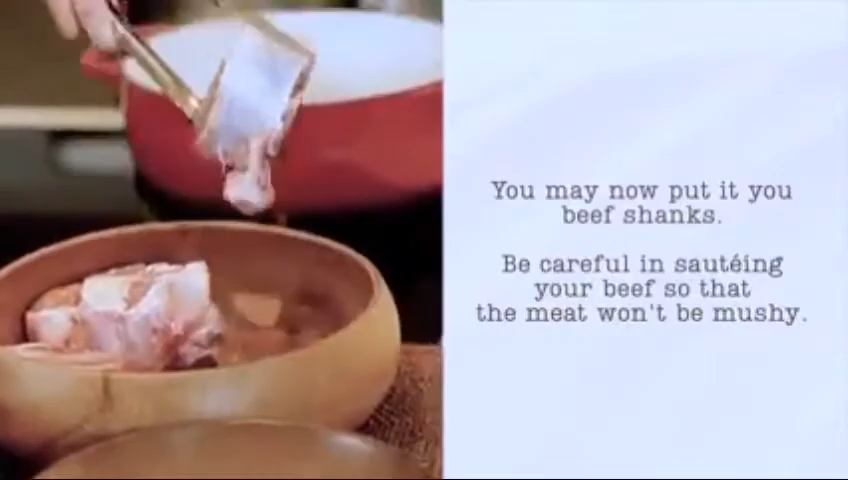 You may now put it you
beef shanks.
Be careful in sautéing
your beef so that
the meat won't be mushy.